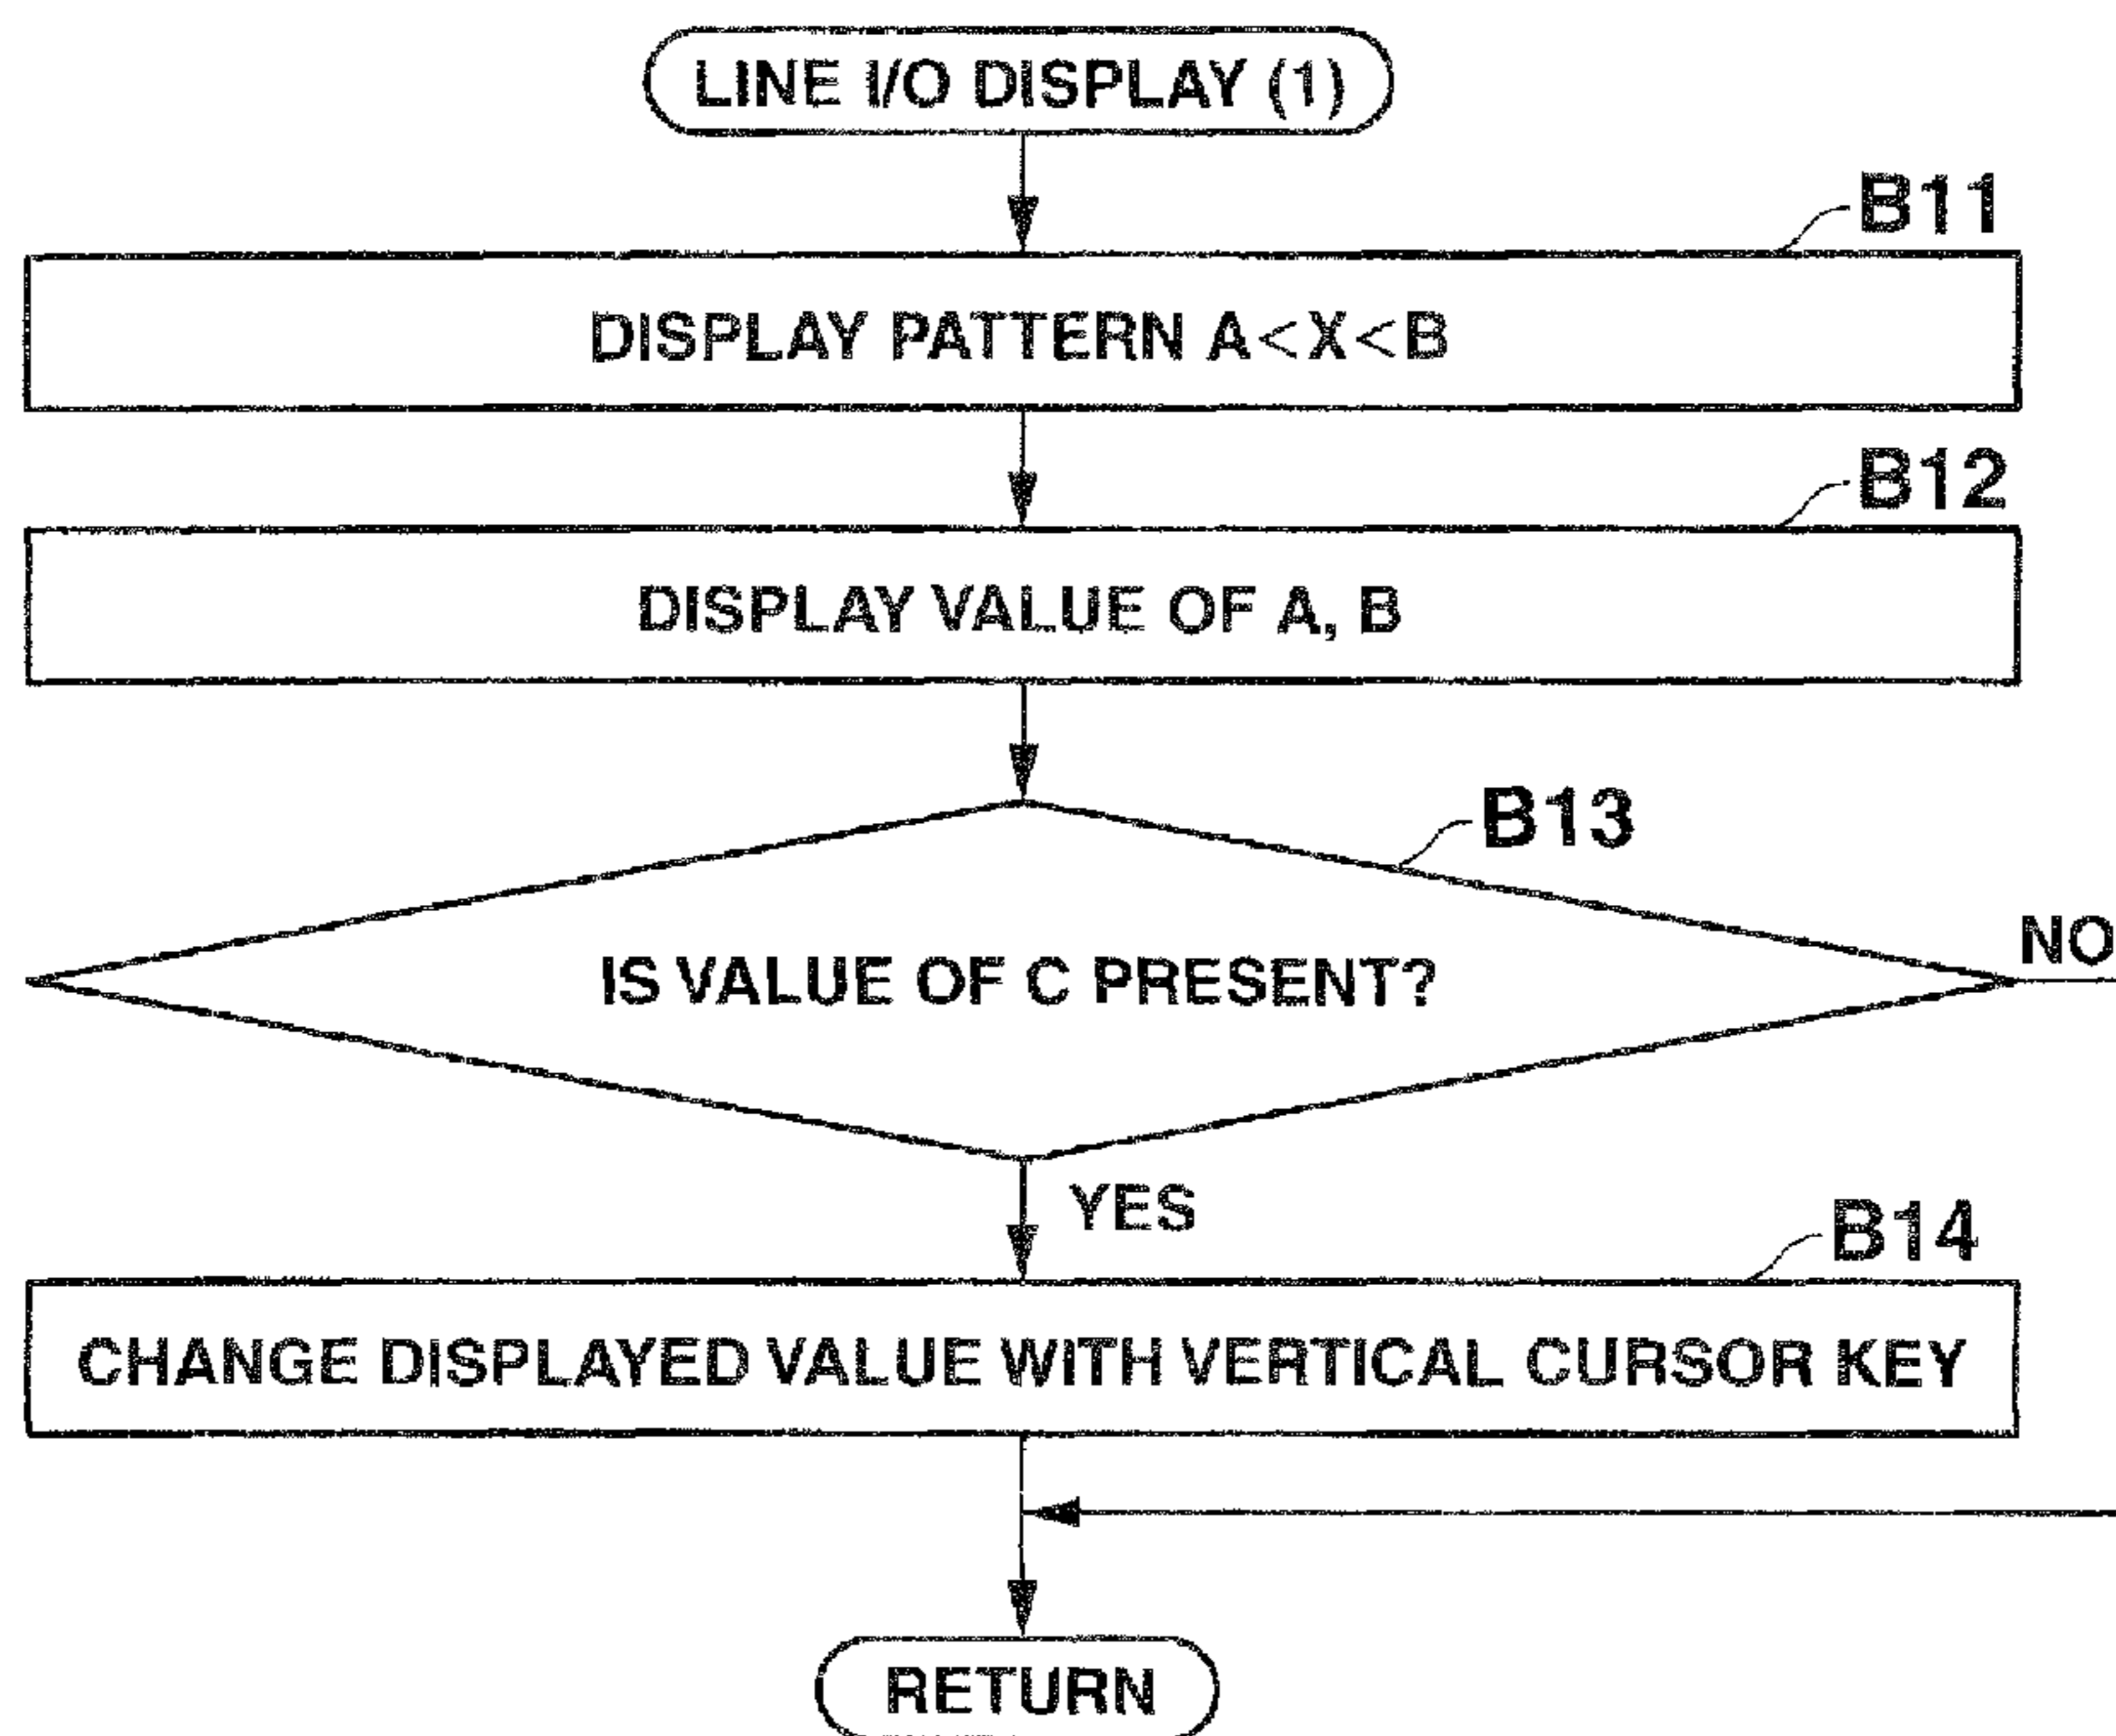 LINE I/O DISPLAY (1)
B11
DISPLAY PATTERN A<X<B
B12
DISPLAY VALUE OF A, B
B13
IS VALUE OF C PRESENT?
NO
YES
B14
CHANGE DISPLAYED VALUE WITH VERTICAL CURSOR KEY
RETURN